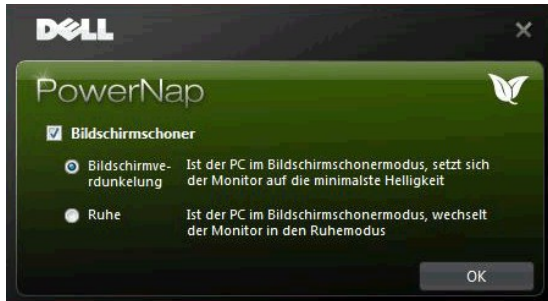 DELL
PowerNap
Bildschirmschoner
Bildschirmve-
rdunkelung
Ist der PC im Bildschirmschonermodus, setzt sich
der Monitor auf die minimalste Helligkeit
Ruhe
Ist der PC im Bildschirmschonermodus, wechselt
der Monitor in den Ruhemodus
OK